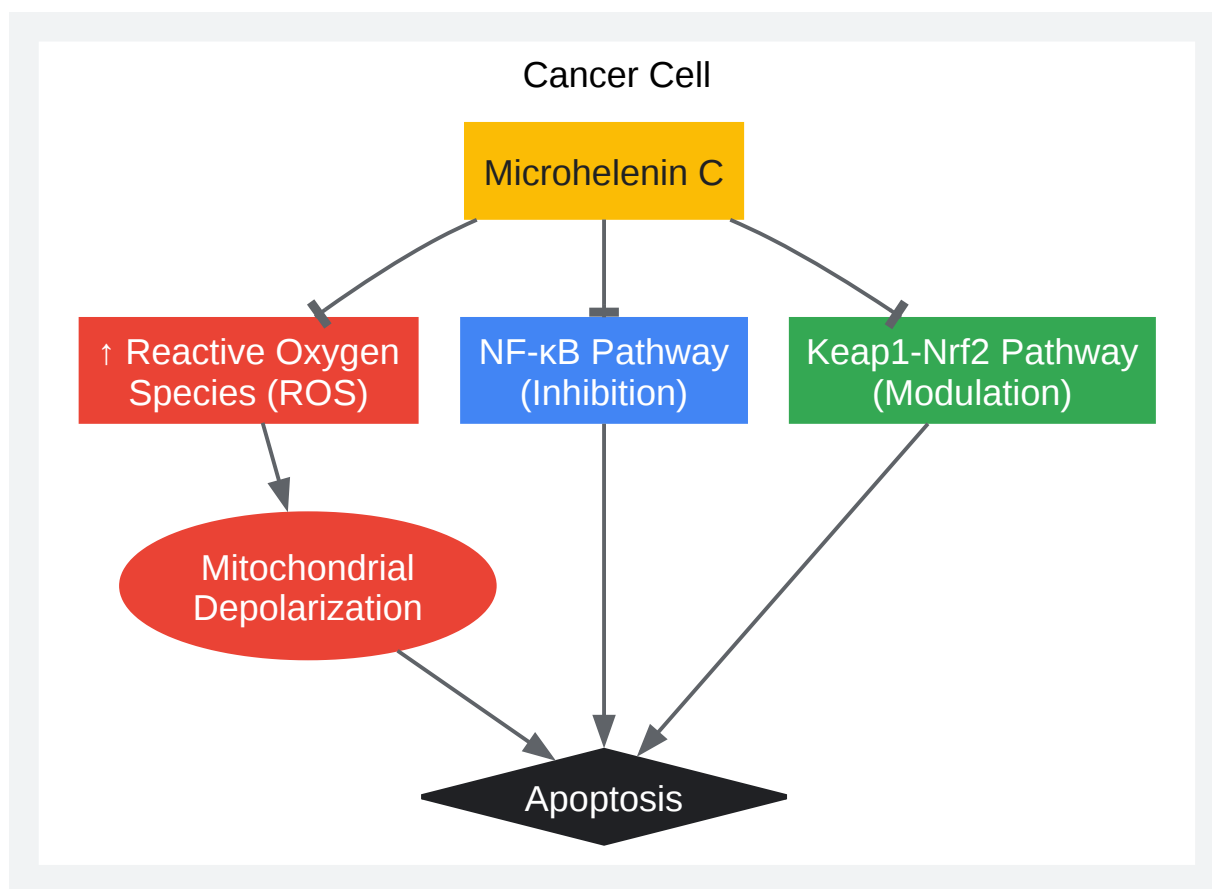 Cancer Cell
Microhelenin C
↑ Reactive Oxygen
Species (ROS)
NF-κB Pathway
(Inhibition)
Keap1-Nrf2 Pathway
(Modulation)
Mitochondrial
Depolarization
Apoptosis